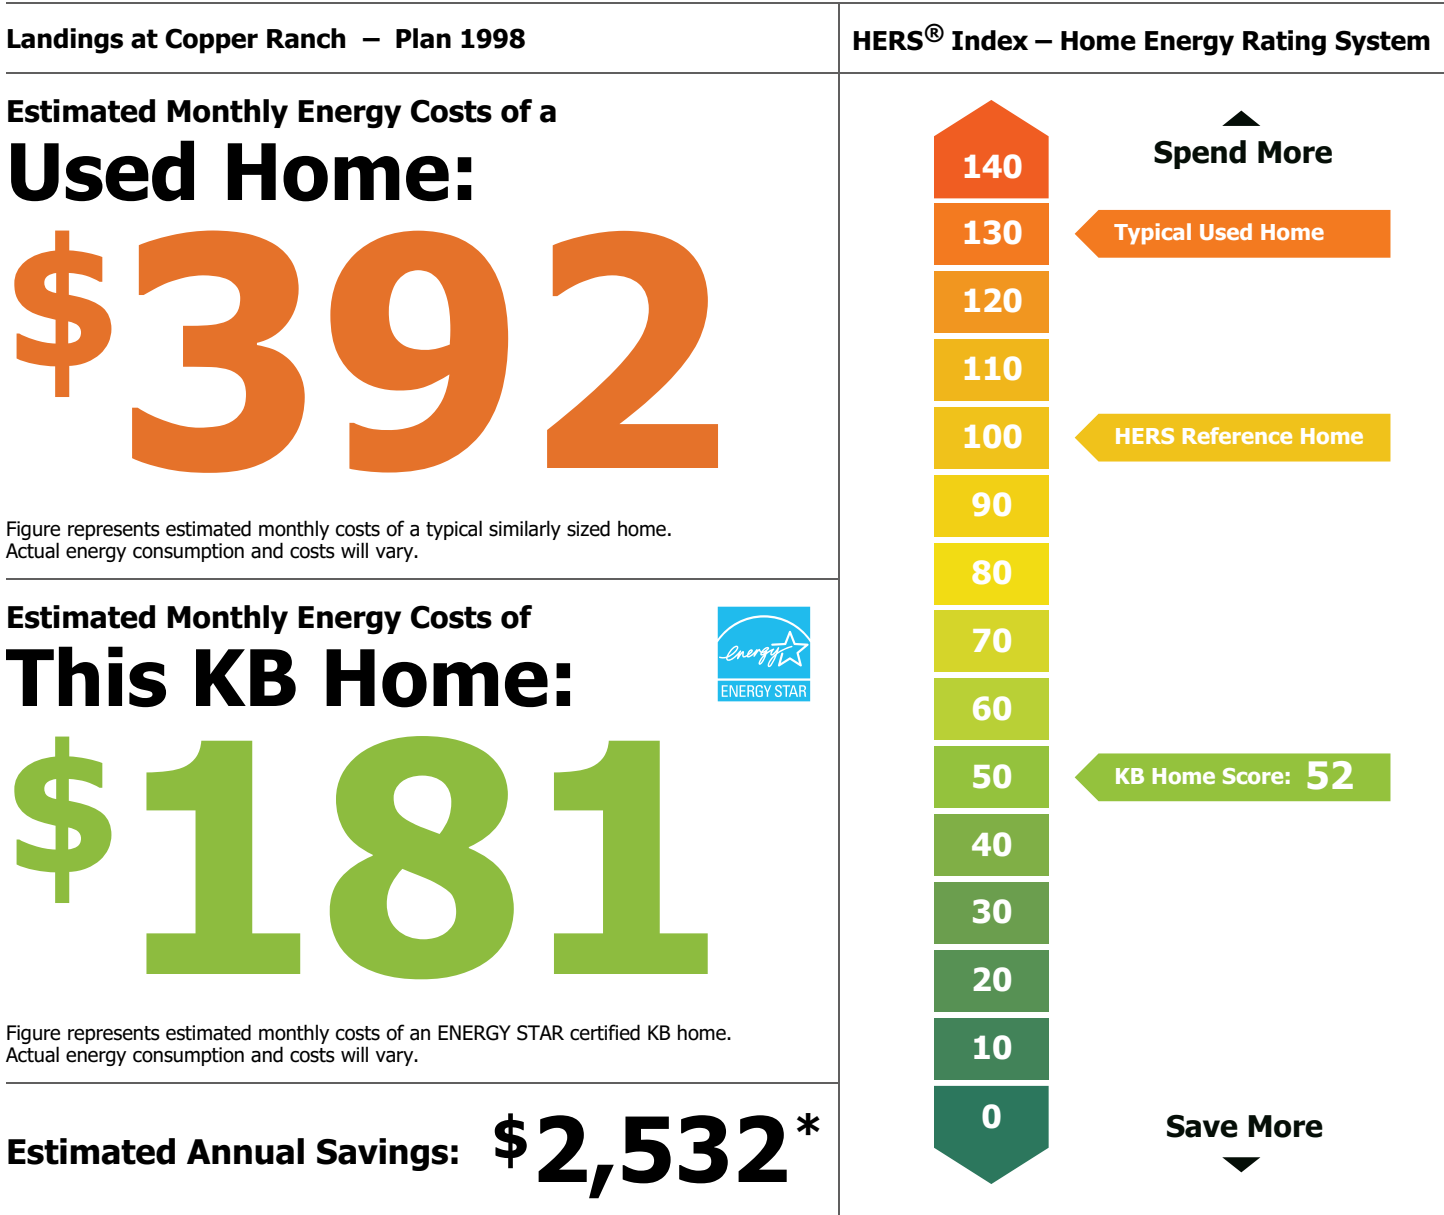 Landings at Copper Ranch – Plan 1998
Estimated Monthly Energy Costs of a
Used Home:
$392
Figure represents estimated monthly costs of a typical similarly sized home.
Actual energy consumption and costs will vary.
Estimated Monthly Energy Costs of
This KB Home:
energy
ENERGY STAR
$181
Figure represents estimated monthly costs of an ENERGY STAR certified KB home.
Actual energy consumption and costs will vary.
Estimated Annual Savings: $2,532*
HERS® Index – Home Energy Rating System
Spend More
140
130 Typical Used Home
120
110
100 HERS Reference Home
90
80
70
60
50 KB Home Score: 52
40
30
20
10
0
Save More